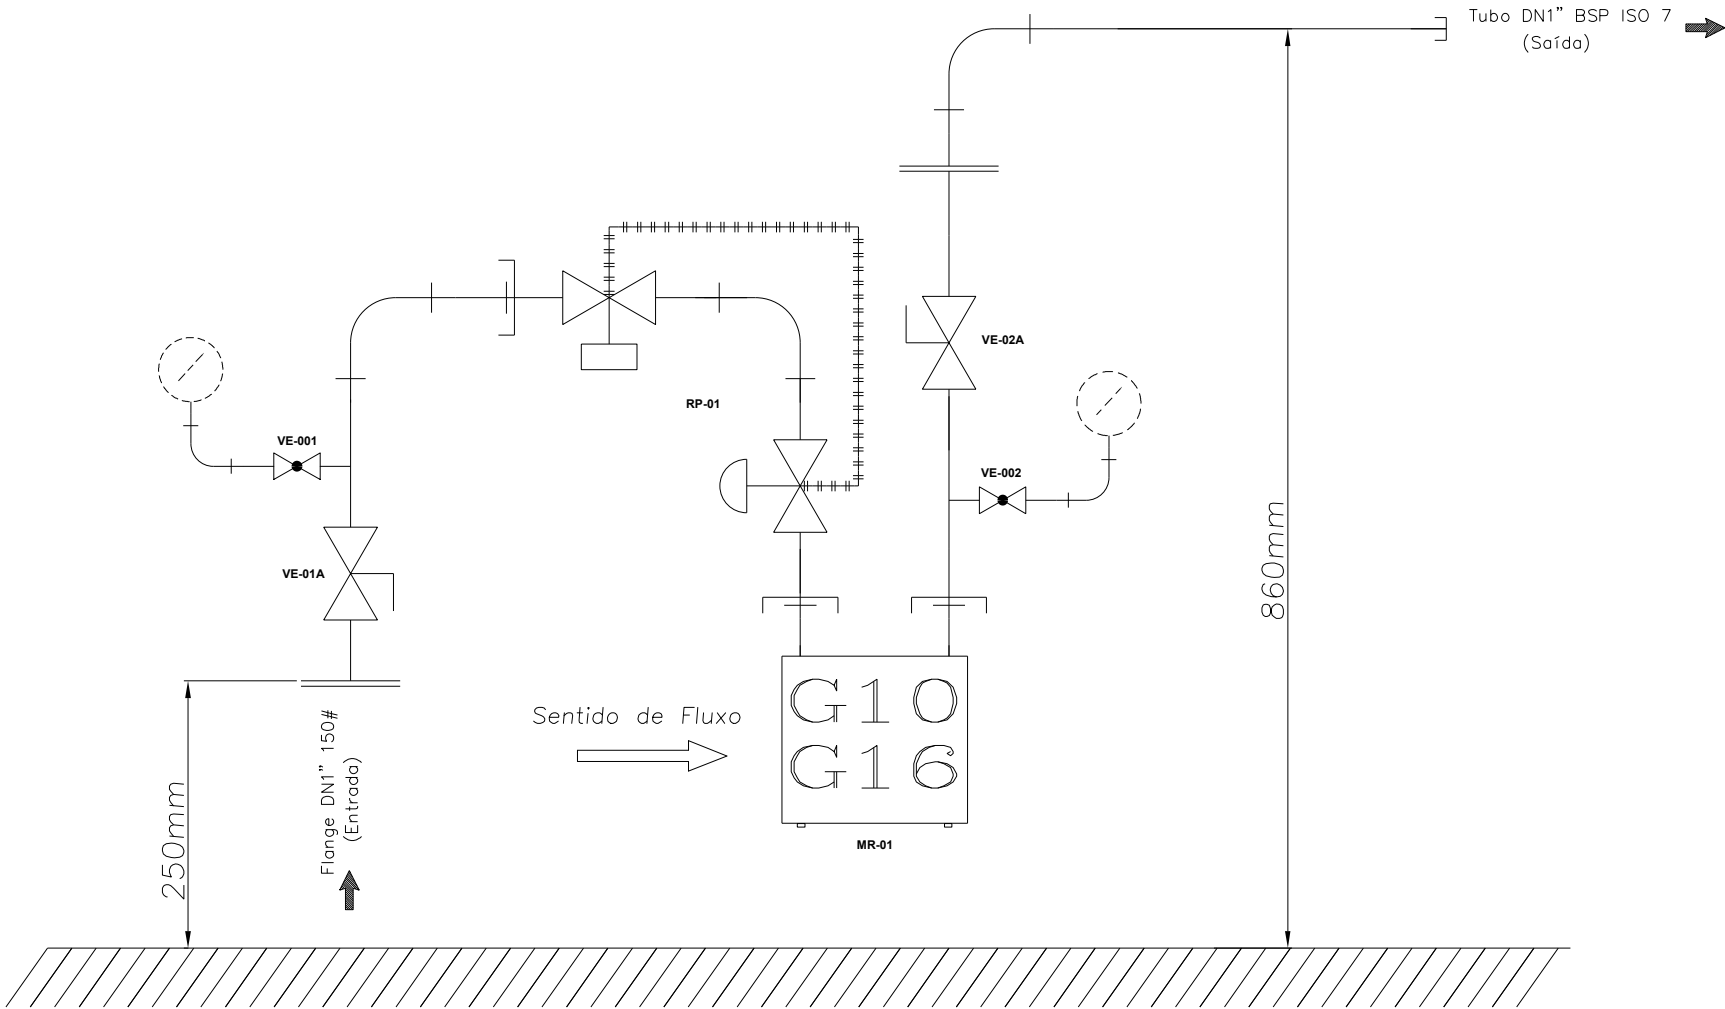 Tubo DN1" BSP ISO 7
(Saída)
VE-02A
RP-01
VE-001
VE-002
VE-01A
860mm
G10
G16
Sentido de Fluxo
Flange DN1" 150#
(Entrada)
250mm
MR-01